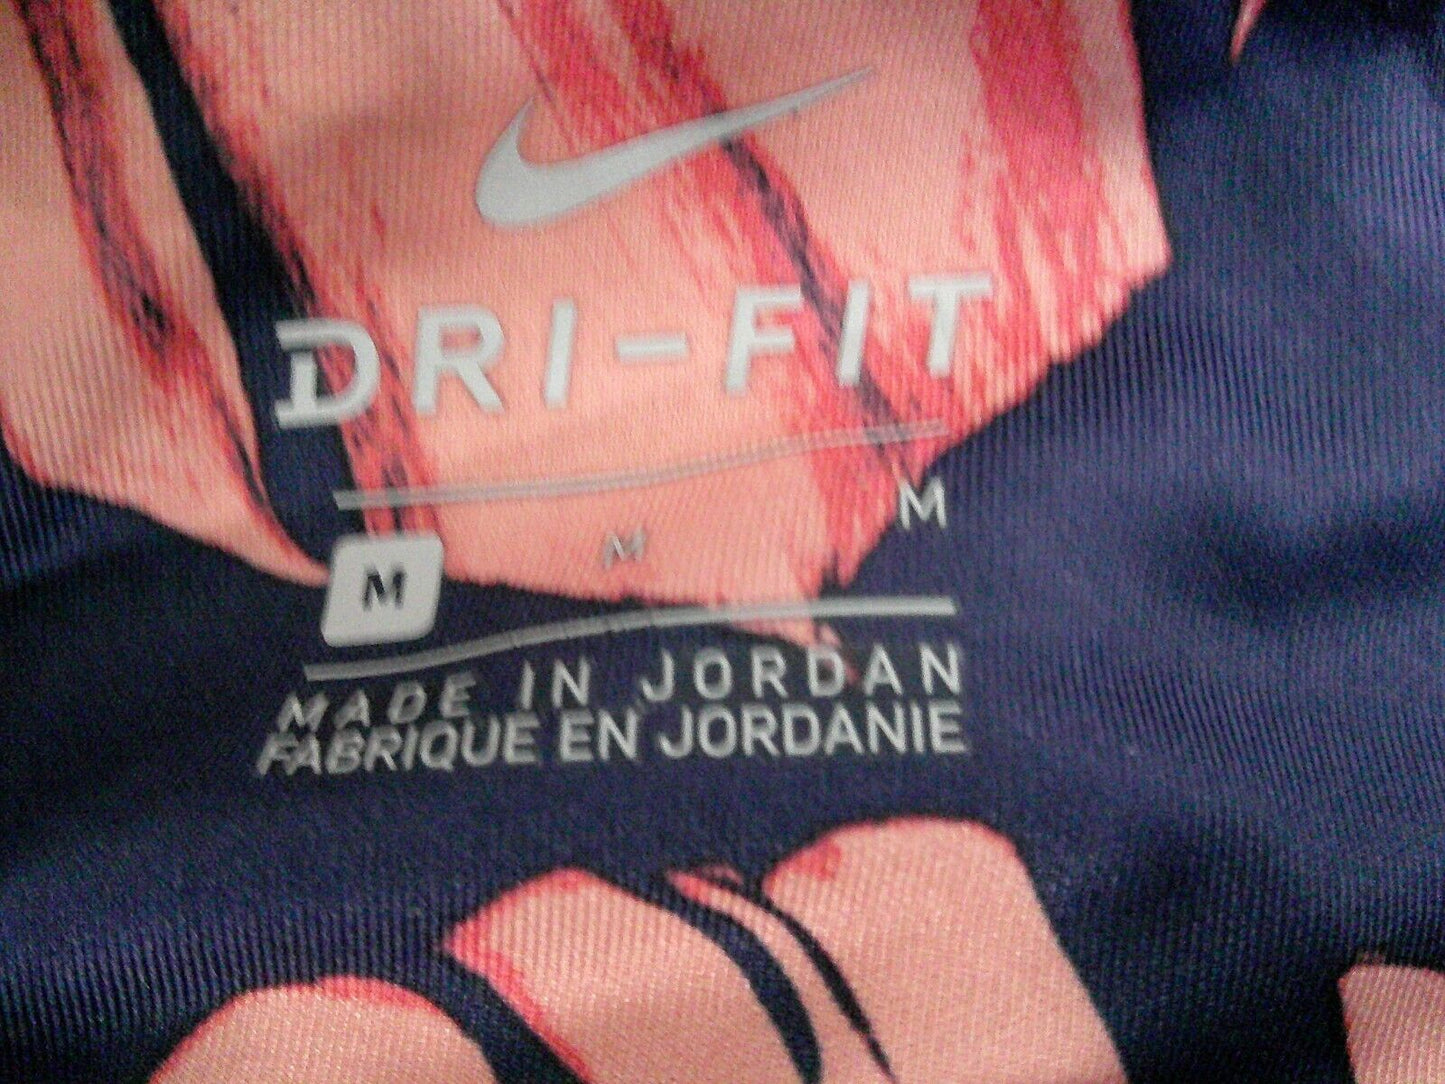 DRI-FIT
M M M
MADE IN JORDAN
FABRIQUE EN JORDANIE